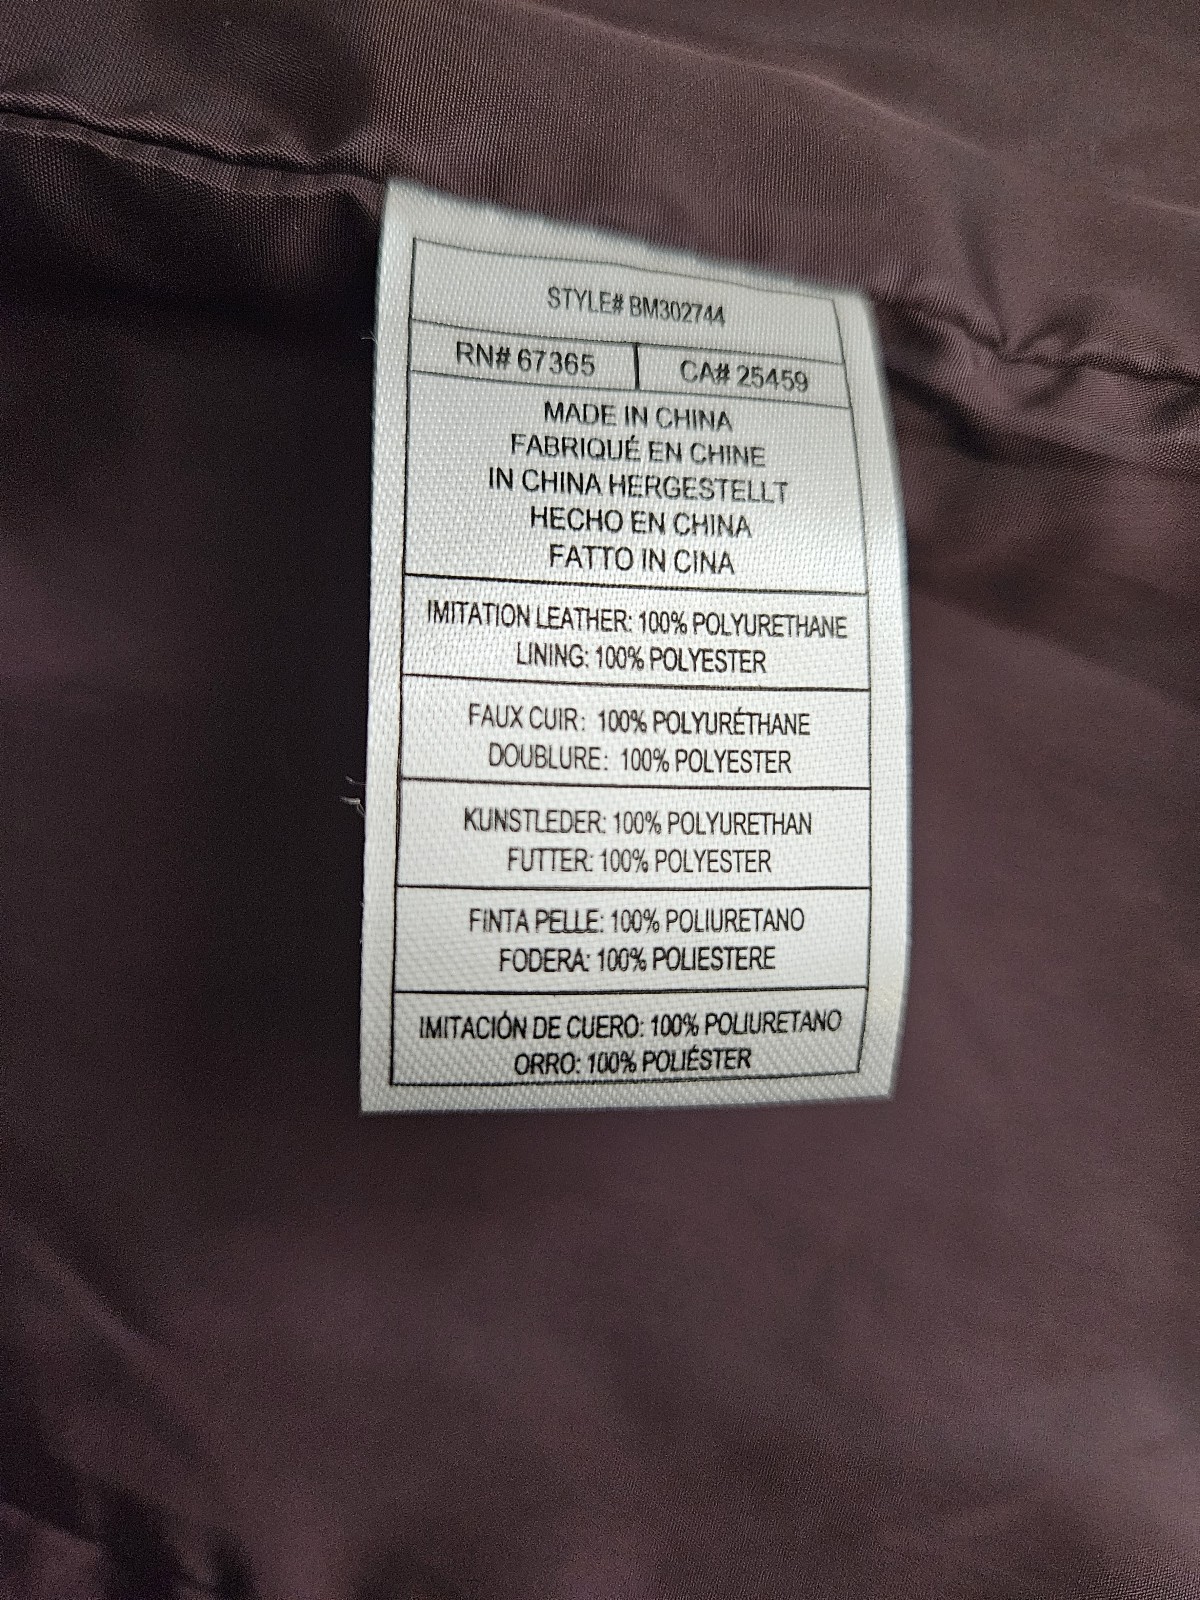 STYLE# BM302744
RN# 67365 CA# 25459
MADE IN CHINA
FABRIQUÉ EN CHINE
IN CHINA HERGESTELLT
HECHO EN CHINA
FATTO IN CINA
IMITATION LEATHER: 100% POLYURETHANE
LINING: 100% POLYESTER
FAUX CUIR: 100% POLYURÉTHANE
DOUBLURE: 100% POLYESTER
KUNSTLEDER: 100% POLYURETHAN
FUTTER: 100% POLYESTER
FINTA PELLE: 100% POLIURETANO
FODERA: 100% POLIESTERE
IMITACIÓN DE CUERO: 100% POLIURETANO
ORRO: 100% POLIÉSTER